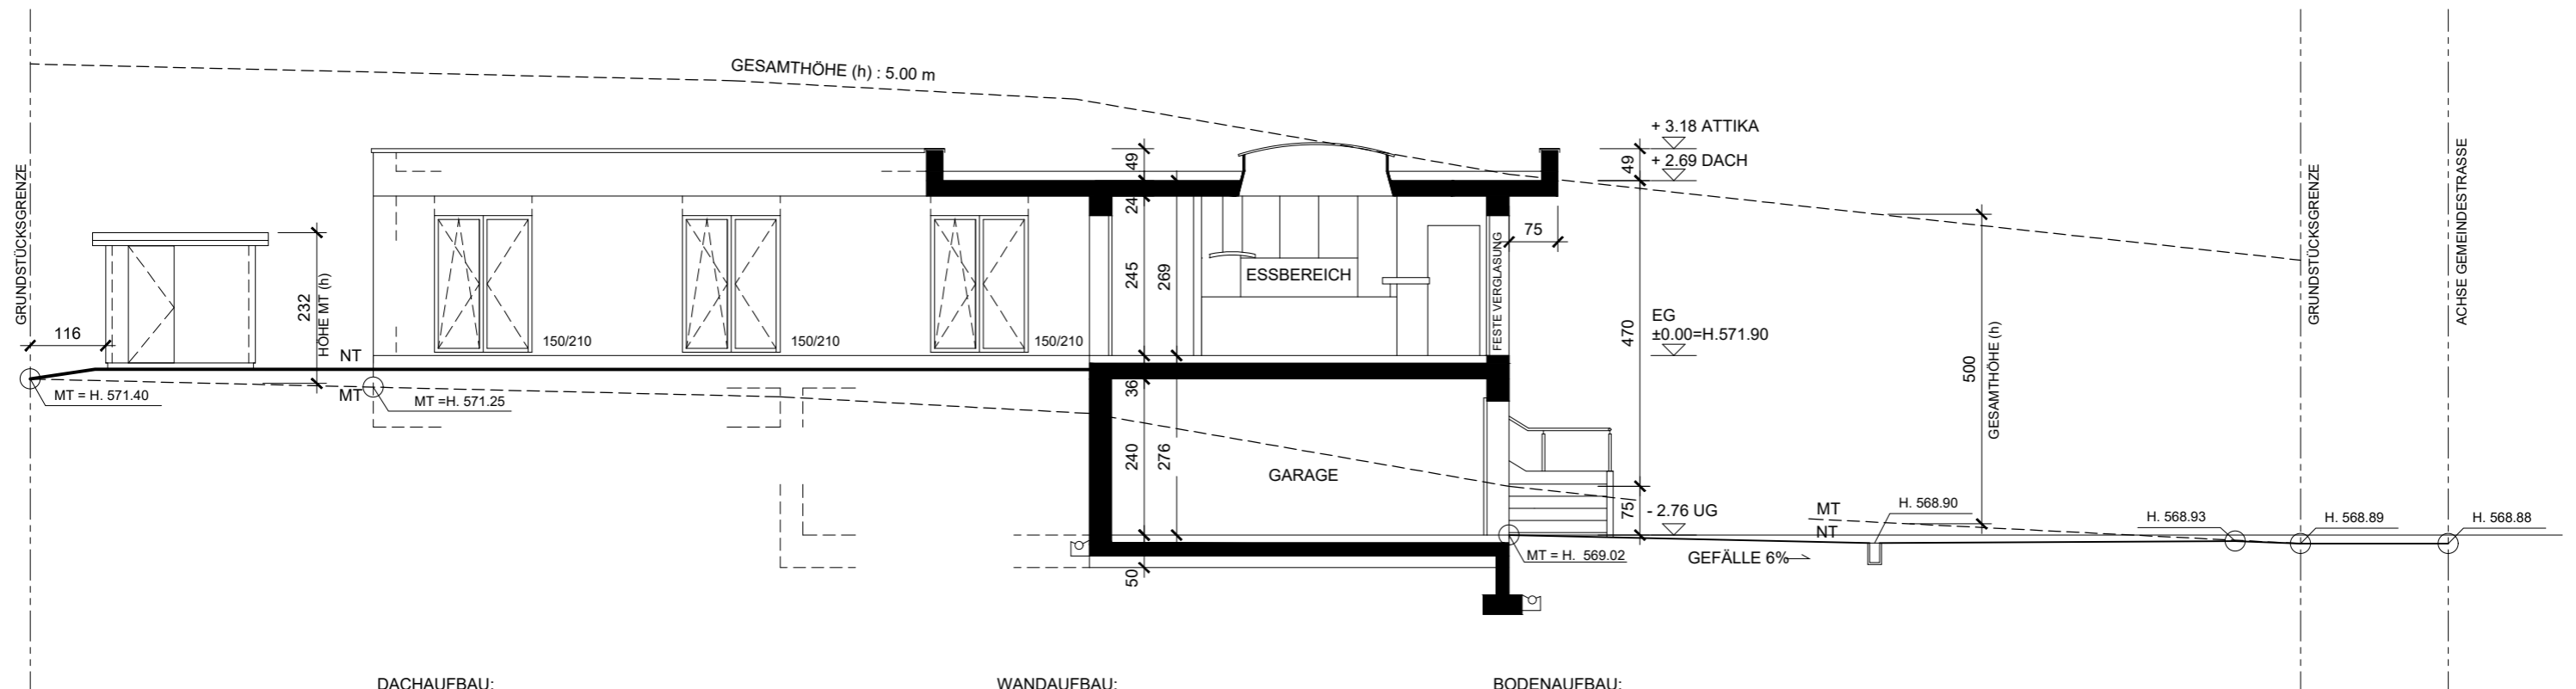 GESAMTHÖHE (h) : 5.00 m
GRUNDSTÜCKSGRENZE
116
232
HÖHE MT (h)
NT
MT
MT = H. 571.40
MT =H. 571.25
150/210
150/210
150/210
49
24
245
269
36
240
276
50
ESSBEREICH
GARAGE
FESTE VERGLASUNG
75
+ 3.18 ATTIKA
49
+ 2.69 DACH
470
EG
±0.00=H.571.90
75
- 2.76 UG
MT = H. 569.02
GEFÄLLE 6%
MT
NT
H. 568.90
500
GESAMTHÖHE (h)
H. 568.93
H. 568.89
H. 568.88
GRUNDSTÜCKSGRENZE
ACHSE GEMEINDESTRASSE
DACHAUFBAU:
WANDAUFBAU:
BODENAUFBAU: